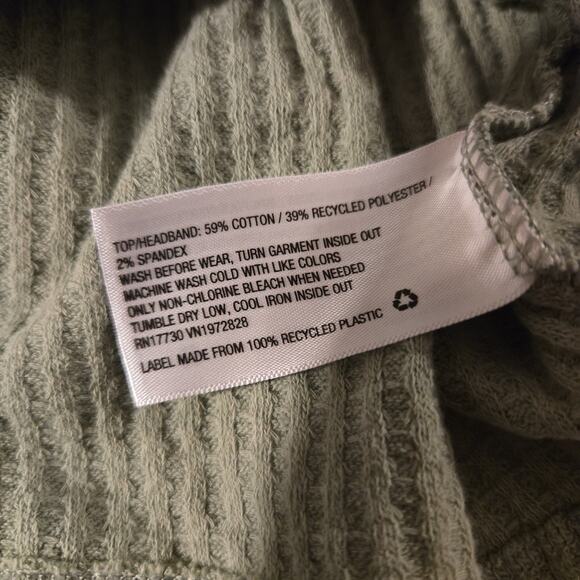 TOP/HEADBAND: 59% COTTON / 39% RECYCLED POLYESTER /
2% SPANDEX
WASH BEFORE WEAR, TURN GARMENT INSIDE OUT
MACHINE WASH COLD WITH LIKE COLORS
ONLY NON-CHLORINE BLEACH WHEN NEEDED
TUMBLE DRY LOW, COOL IRON INSIDE OUT
RN17730 VN1972828
LABEL MADE FROM 100% RECYCLED PLASTIC